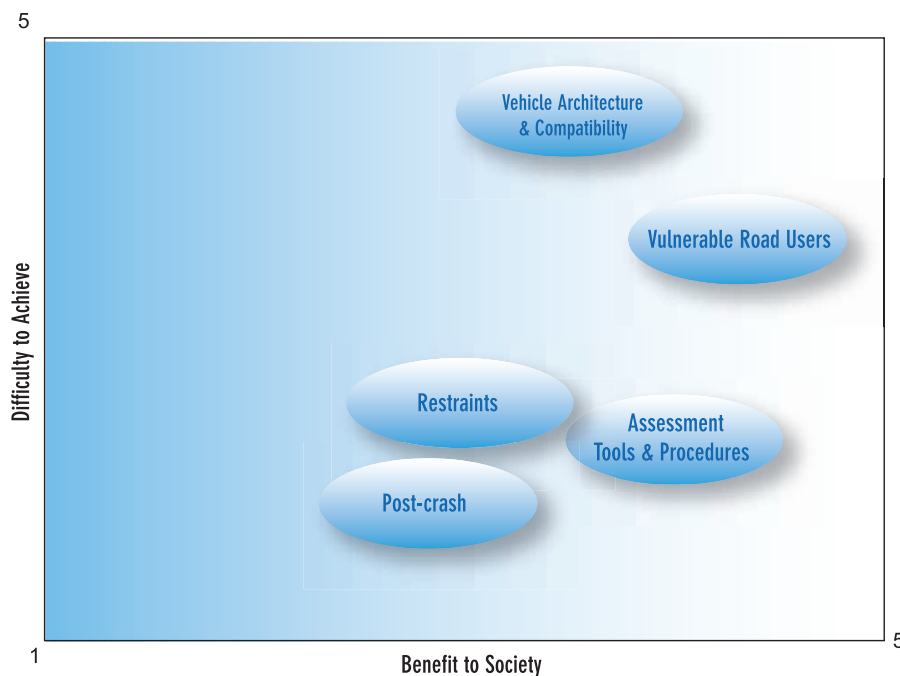 5
Vehicle Architecture
& Compatibility
Vulnerable Road Users
Difficulty to Achieve
Restraints
Assessment
Tools & Procedures
Post-crash
1
5
Benefit to Society